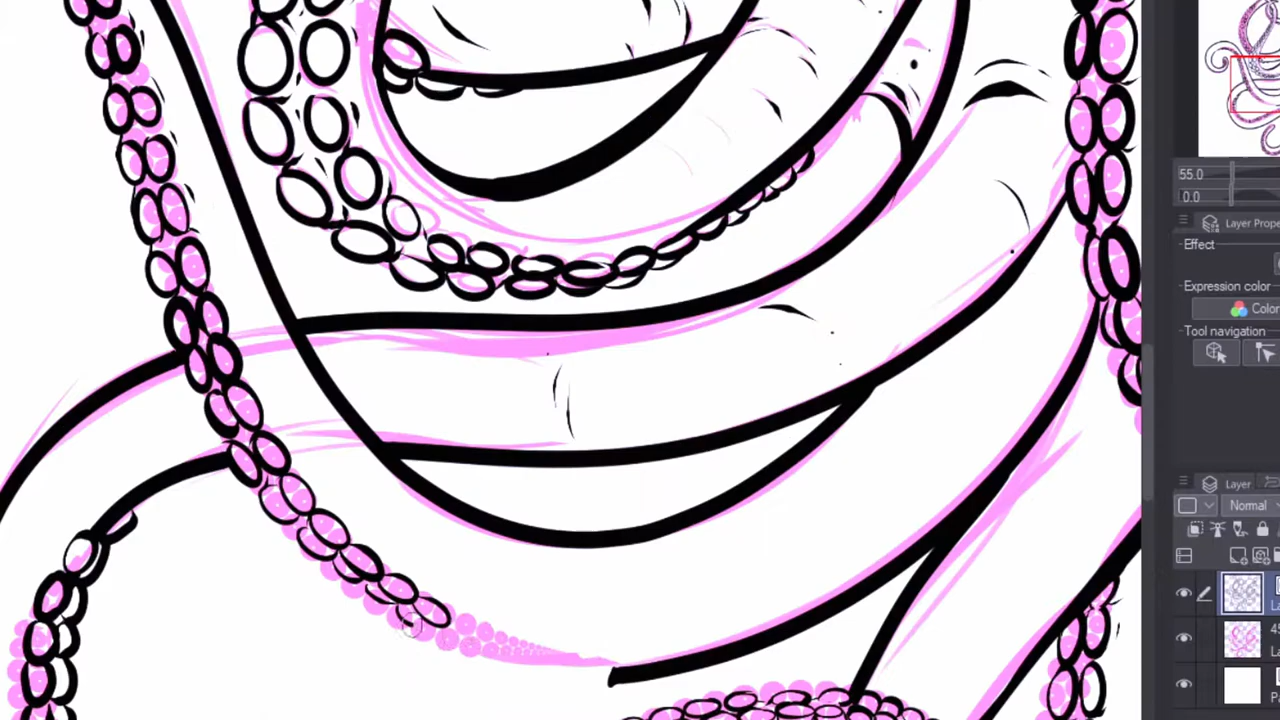 55.0
0.0
Layer Prope
Effect
Expression color
Color
Tool navigation
Layer
Normal